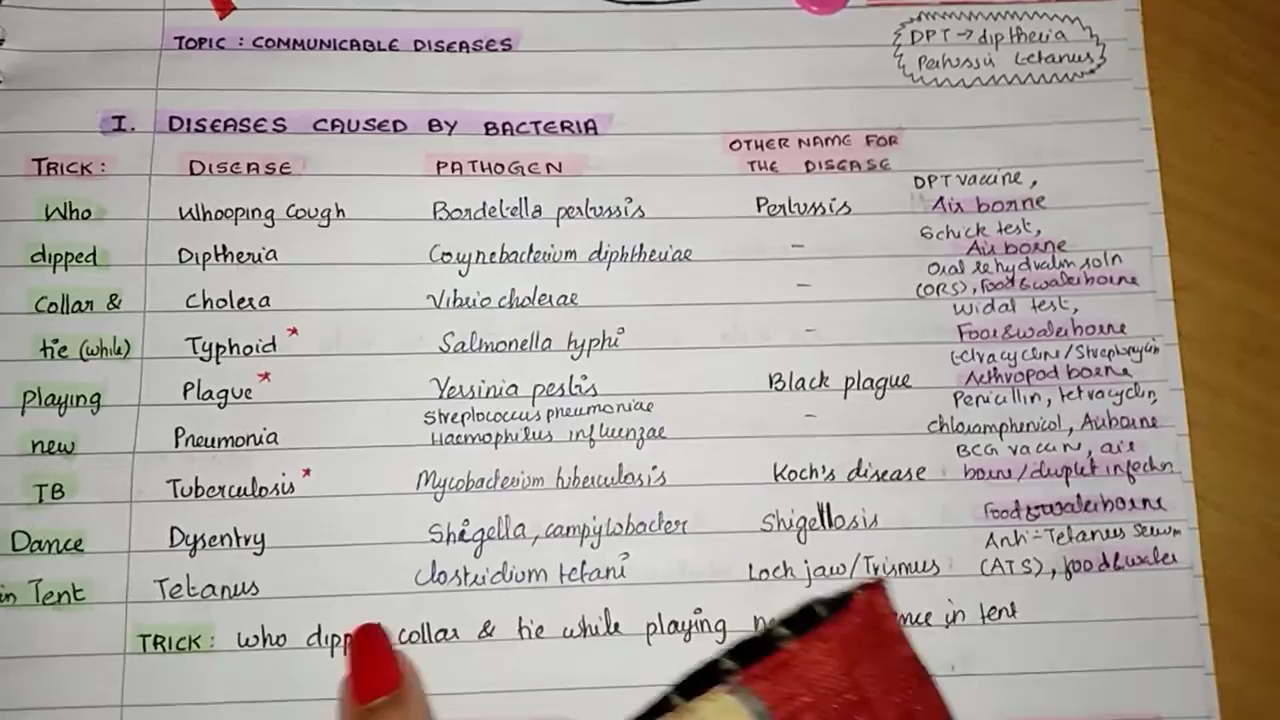 TOPIC: COMMUNICABLE DISEASES
DPT → diptheria
Pertussis tetanus
I. DISEASES CAUSED BY BACTERIA
TRICK: DISEASE PATHOGEN OTHER NAME FOR THE DISEASE
DPT vaccine,
Who Whooping Cough Bordetella pertussis Pertussis Air borne
Schick test,
dipped Diptheria Corynebacterium diphtheriae - Air borne
Oral rehydration soln
Collar & Cholera Vibrio cholerae - (ORS), Food & waterborne
Widal test,
tie (while) Typhoid * Salmonella typhi - Food & waterborne
tetracycline/Streptomycin
Playing Plague * Yersinia pestis Black plague Arthropod borne
Streptococcus pneumoniae Penicillin, tetracyclin,
new Pneumonia Haemophilus influenzae - chloramphenicol, Airborne
BCG vaccin, air
TB Tuberculosis * Mycobacterium tuberculosis Koch's disease borne/droplet infectn
Dance Dysentry Shigella, campylobacter Shigellosis Food & waterborne
Anti-Tetanus Serum
in Tent Tetanus Clostridium tetani Lock jaw/Trismus (ATS), food & water
TRICK: who collar & tie while playing in tent